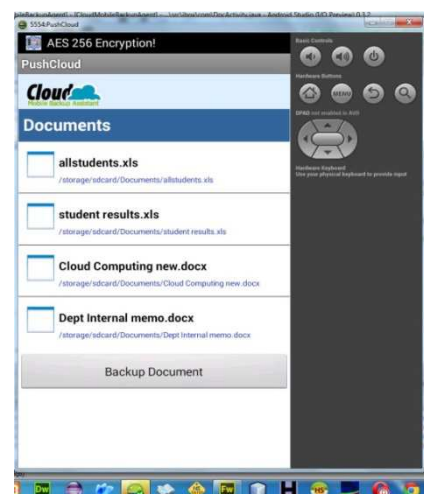 5554:PushCloud
AES 256 Encryption!
PushCloud
Cloud
Mobile Backup Assistant
Documents
allstudents.xls
/storage/sdcard/Documents/allstudents.xls
student results.xls
/storage/sdcard/Documents/student results.xls
Cloud Computing new.docx
/storage/sdcard/Documents/Cloud Computing new.docx
Dept Internal memo.docx
/storage/sdcard/Documents/Dept Internal memo.docx
Backup Document
Basic Controls
Hardware Buttons
MENU
DPAD not enabled in AVD
Hardware Keyboard
Use your physical keyboard to provide input
Dw
Fw
H